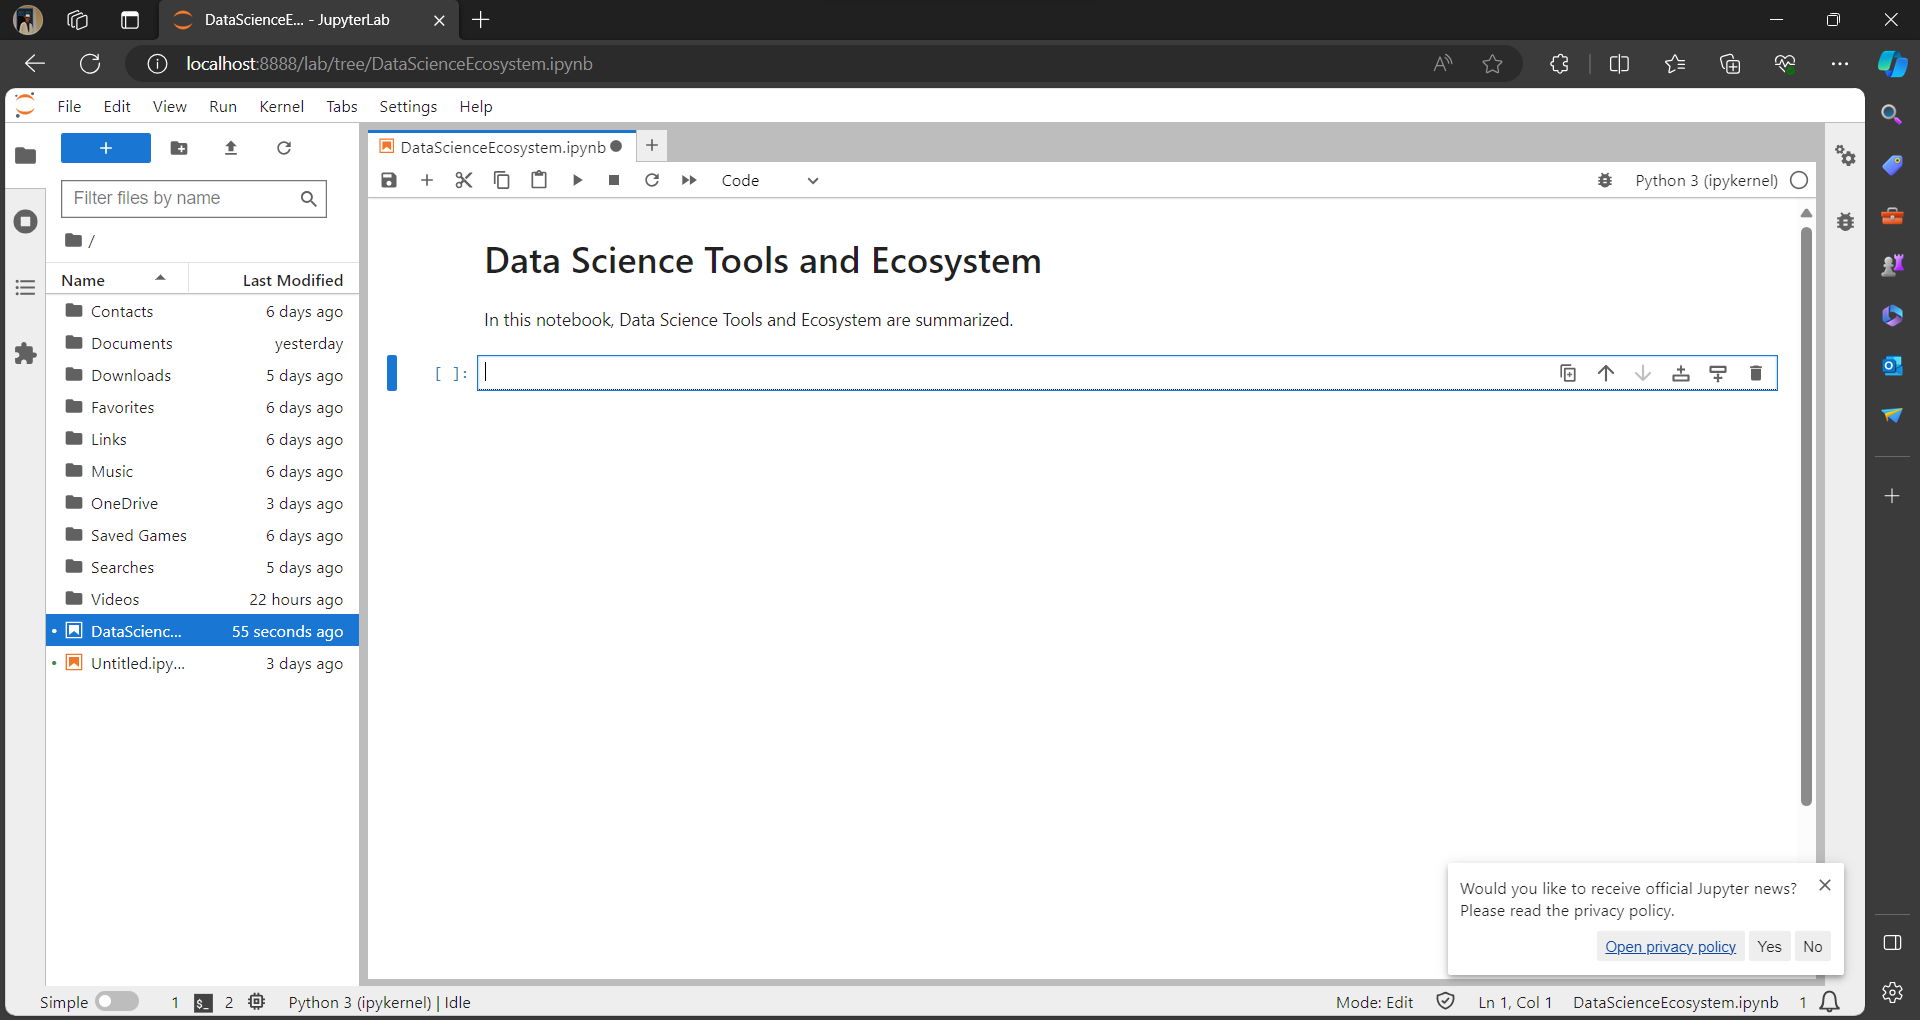 DataScienceE... - JupyterLab
localhost:8888/lab/tree/DataScienceEcosystem.ipynb
File Edit View Run Kernel Tabs Settings Help
Filter files by name
/
Name Last Modified
Contacts 6 days ago
Documents yesterday
Downloads 5 days ago
Favorites 6 days ago
Links 6 days ago
Music 6 days ago
OneDrive 3 days ago
Saved Games 6 days ago
Searches 5 days ago
Videos 22 hours ago
DataScienc... 55 seconds ago
Untitled.ipy... 3 days ago
DataScienceEcosystem.ipynb
Code
Python 3 (ipykernel)
Data Science Tools and Ecosystem
In this notebook, Data Science Tools and Ecosystem are summarized.
[ ]:
Would you like to receive official Jupyter news?
Please read the privacy policy.
Open privacy policy Yes No
Simple 1 2 Python 3 (ipykernel) | Idle Mode: Edit Ln 1, Col 1 DataScienceEcosystem.ipynb 1